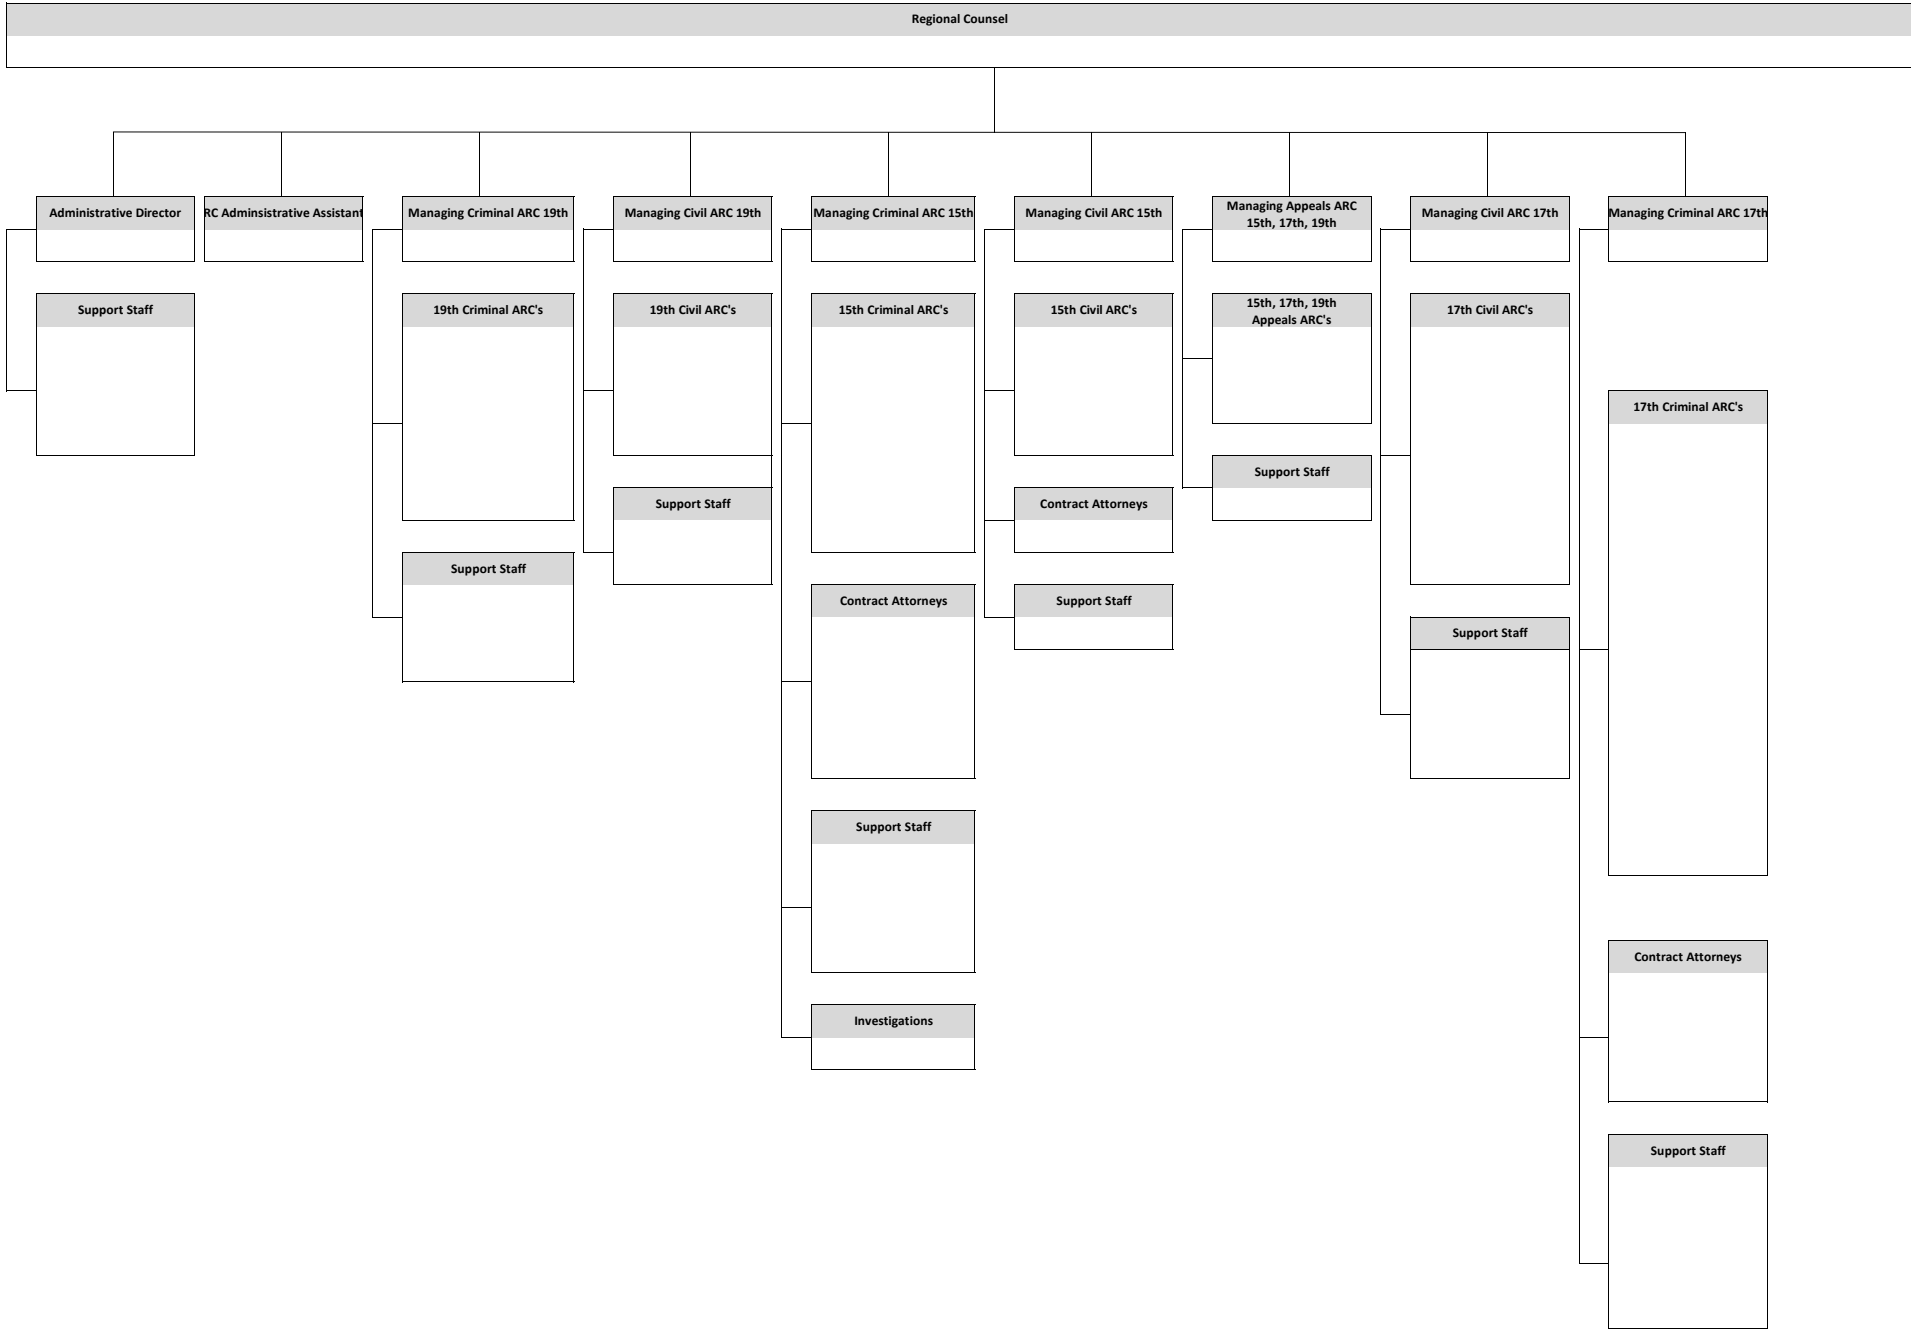 Regional Counsel
Administrative Director
RC Adminsistrative Assistant
Managing Criminal ARC 19th
Managing Civil ARC 19th
Managing Criminal ARC 15th
Managing Civil ARC 15th
Managing Appeals ARC
15th, 17th, 19th
Managing Civil ARC 17th
Managing Criminal ARC 17th
Support Staff
19th Criminal ARC's
19th Civil ARC's
15th Criminal ARC's
15th Civil ARC's
15th, 17th, 19th
Appeals ARC's
17th Civil ARC's
17th Criminal ARC's
Support Staff
Support Staff
Contract Attorneys
Support Staff
Contract Attorneys
Support Staff
Support Staff
Support Staff
Contract Attorneys
Investigations
Support Staff